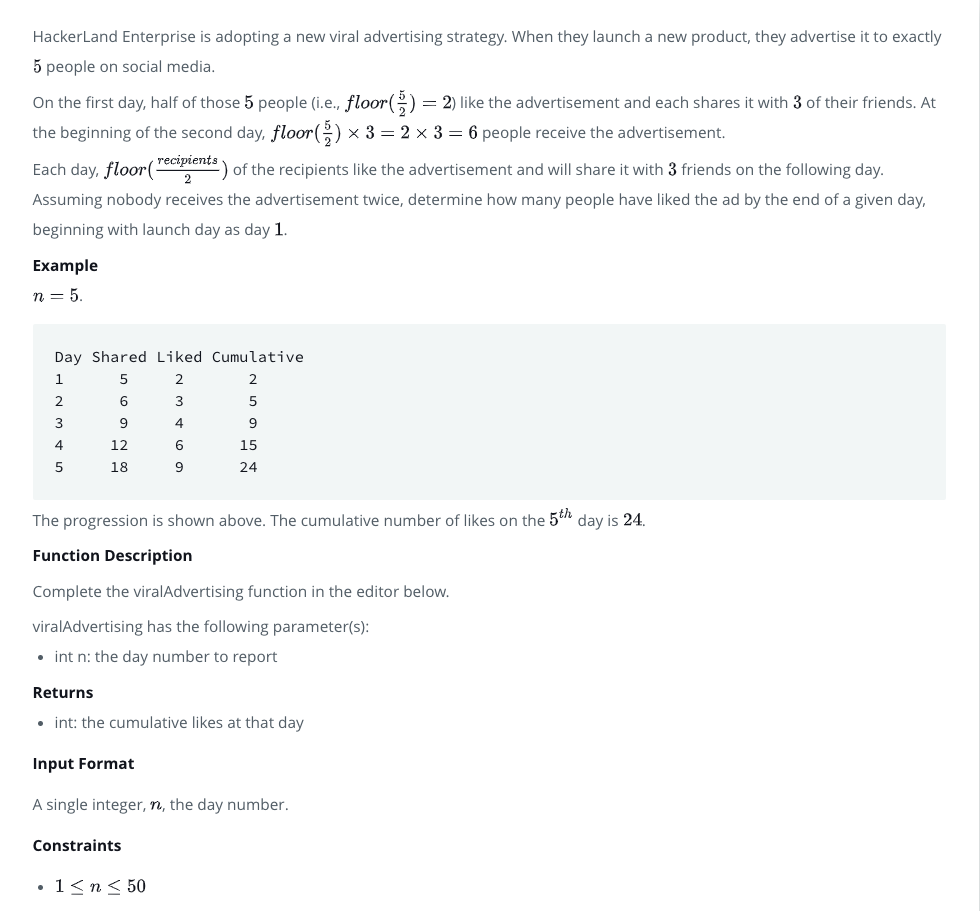 HackerLand Enterprise is adopting a new viral advertising strategy. When they launch a new product, they advertise it to exactly
5 people on social media.
On the first day, half of those 5 people (i.e., floor(5/2) = 2) like the advertisement and each shares it with 3 of their friends. At
the beginning of the second day, floor(5/2) × 3 = 2 × 3 = 6 people receive the advertisement.
Each day, floor(recipients/2) of the recipients like the advertisement and will share it with 3 friends on the following day.
Assuming nobody receives the advertisement twice, determine how many people have liked the ad by the end of a given day,
beginning with launch day as day 1.
Example
n = 5.
Day Shared Liked Cumulative
1 5 2 2
2 6 3 5
3 9 4 9
4 12 6 15
5 18 9 24
The progression is shown above. The cumulative number of likes on the 5th day is 24.
Function Description
Complete the viralAdvertising function in the editor below.
viralAdvertising has the following parameter(s):
• int n: the day number to report
Returns
• int: the cumulative likes at that day
Input Format
A single integer, n, the day number.
Constraints
• 1 ≤ n ≤ 50